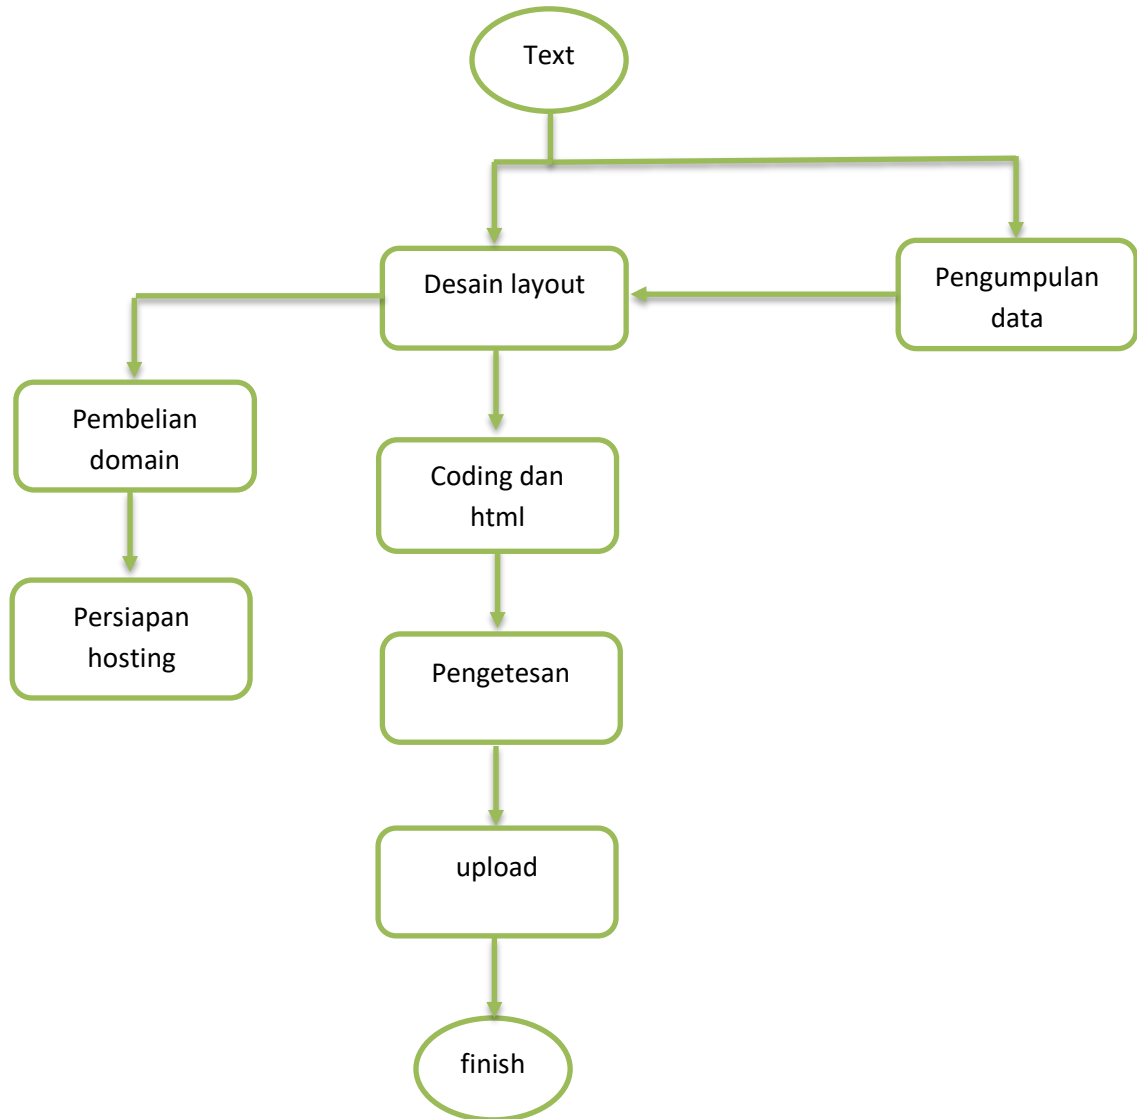 Text
Desain layout
Pengumpulan
data
Pembelian
domain
Coding dan
html
Persiapan
hosting
Pengetesan
upload
finish